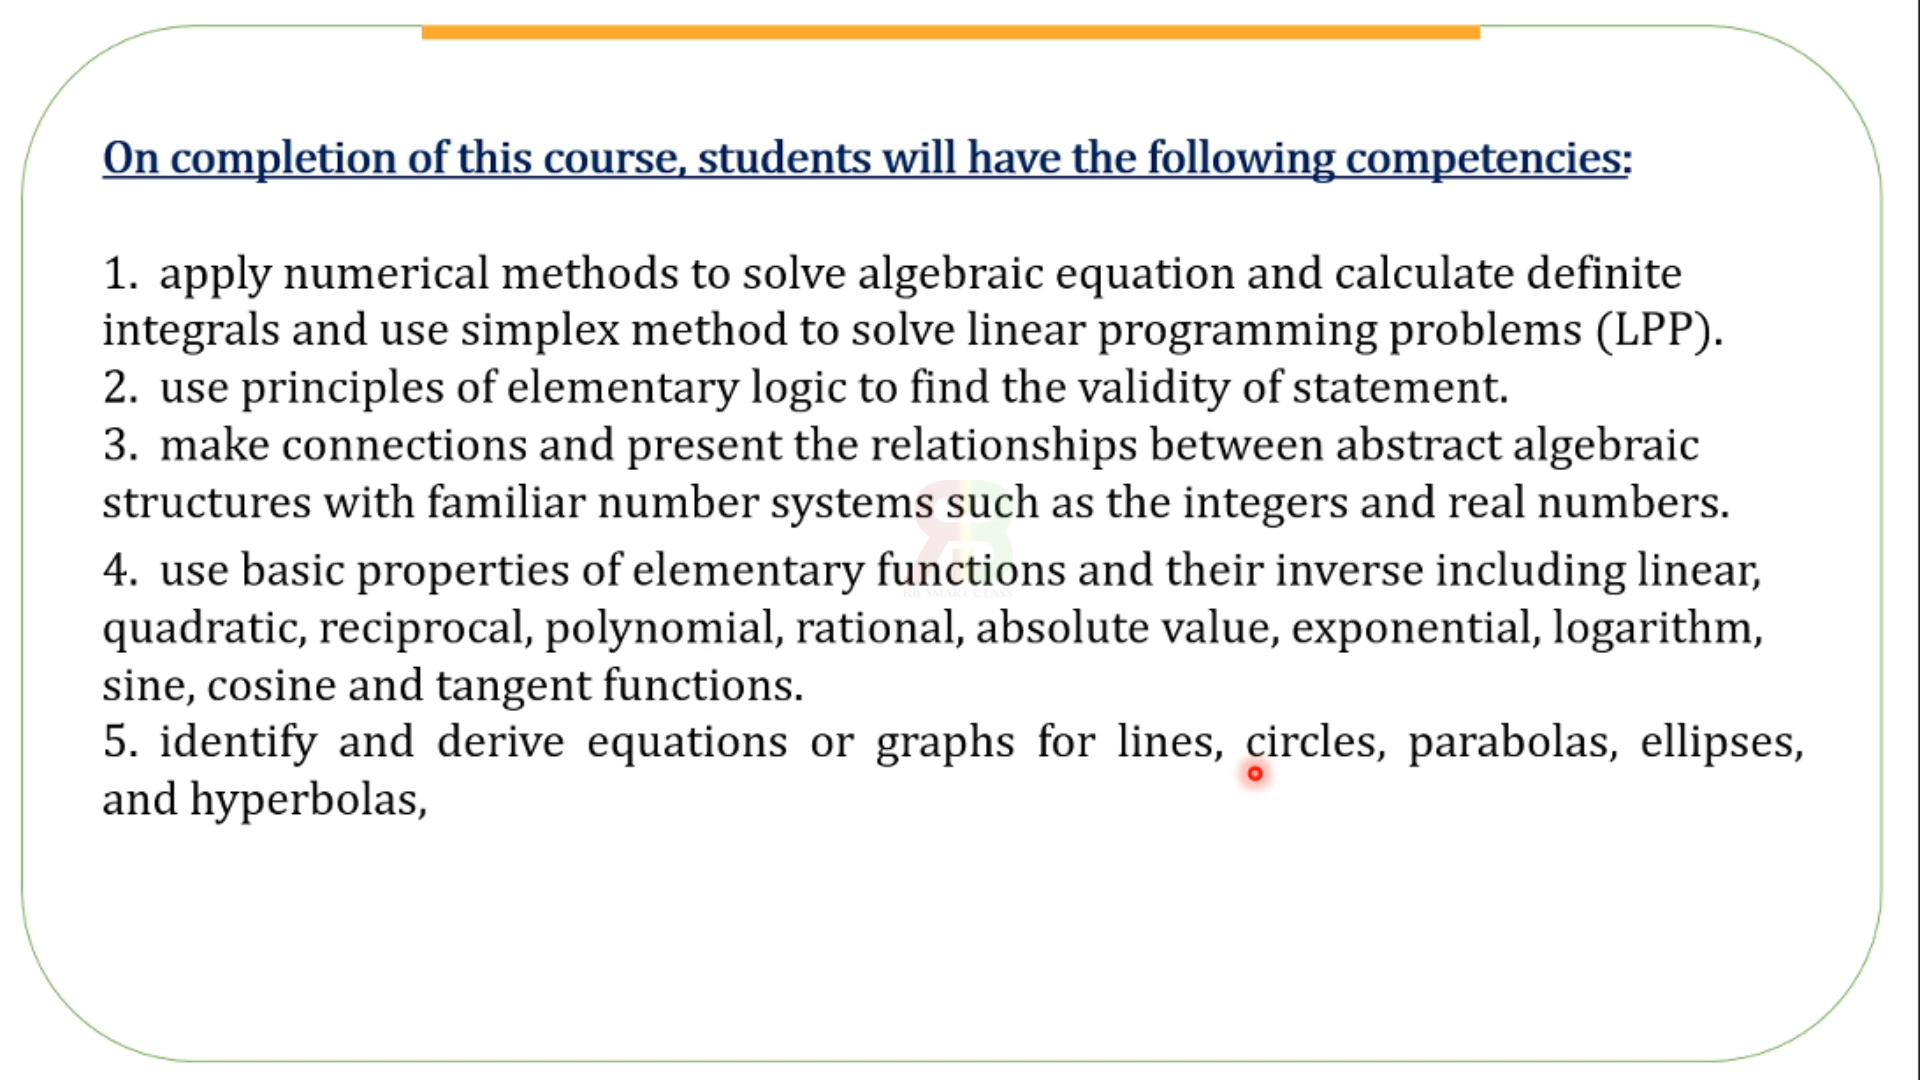 On completion of this course, students will have the following competencies:
1. apply numerical methods to solve algebraic equation and calculate definite
integrals and use simplex method to solve linear programming problems (LPP).
2. use principles of elementary logic to find the validity of statement.
3. make connections and present the relationships between abstract algebraic
structures with familiar number systems such as the integers and real numbers.
4. use basic properties of elementary functions and their inverse including linear,
quadratic, reciprocal, polynomial, rational, absolute value, exponential, logarithm,
sine, cosine and tangent functions.
5. identify and derive equations or graphs for lines, circles, parabolas, ellipses,
and hyperbolas,
RB SMART CLASS